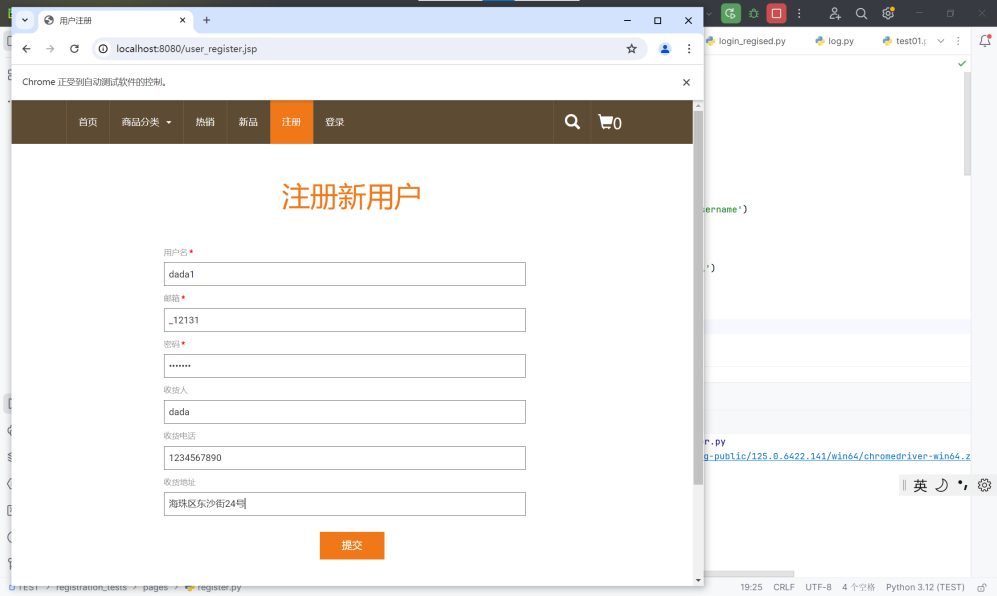 用户注册
localhost:8080/user_register.jsp
Chrome 正受到自动测试软件的控制。
首页 商品分类 热销 新品 注册 登录 0
注册新用户
用户名*
dada1
邮箱*
_12131
密码*
•••••••
收货人
dada
收货电话
1234567890
收货地址
海珠区东沙街24号
提交
login_regised.py log.py test01.p
sername')
.')
r.py
g-public/125.0.6422.141/win64/chromedriver-win64.z
英
TEST > registration_tests > pages > register.py
19:25 CRLF UTF-8 4 个空格 Python 3.12 (TEST)